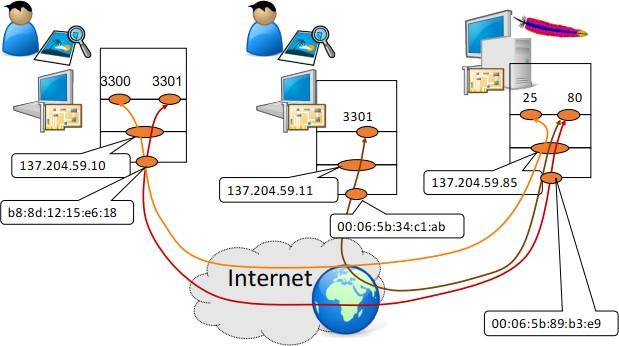 3300 3301
137.204.59.10
b8:8d:12:15:e6:18
3301
137.204.59.11
00:06:5b:34:c1:ab
25 80
137.204.59.85
00:06:5b:89:b3:e9
Internet